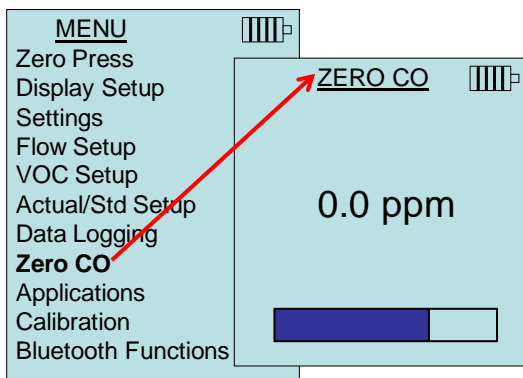 MENU
Zero Press
Display Setup
Settings
Flow Setup
VOC Setup
Actual/Std Setup
Data Logging
Zero CO
Applications
Calibration
Bluetooth Functions
ZERO CO
0.0 ppm